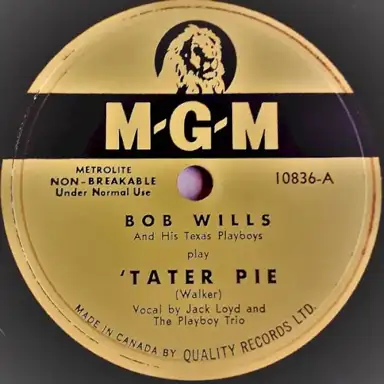 M-G-M
METROLITE
NON-BREAKABLE
Under Normal Use
10836-A
BOB WILLS
And His Texas Playboys
play
'TATER PIE
(Walker)
Vocal by Jack Loyd and
The Playboy Trio
MADE IN CANADA BY QUALITY RECORDS LTD.